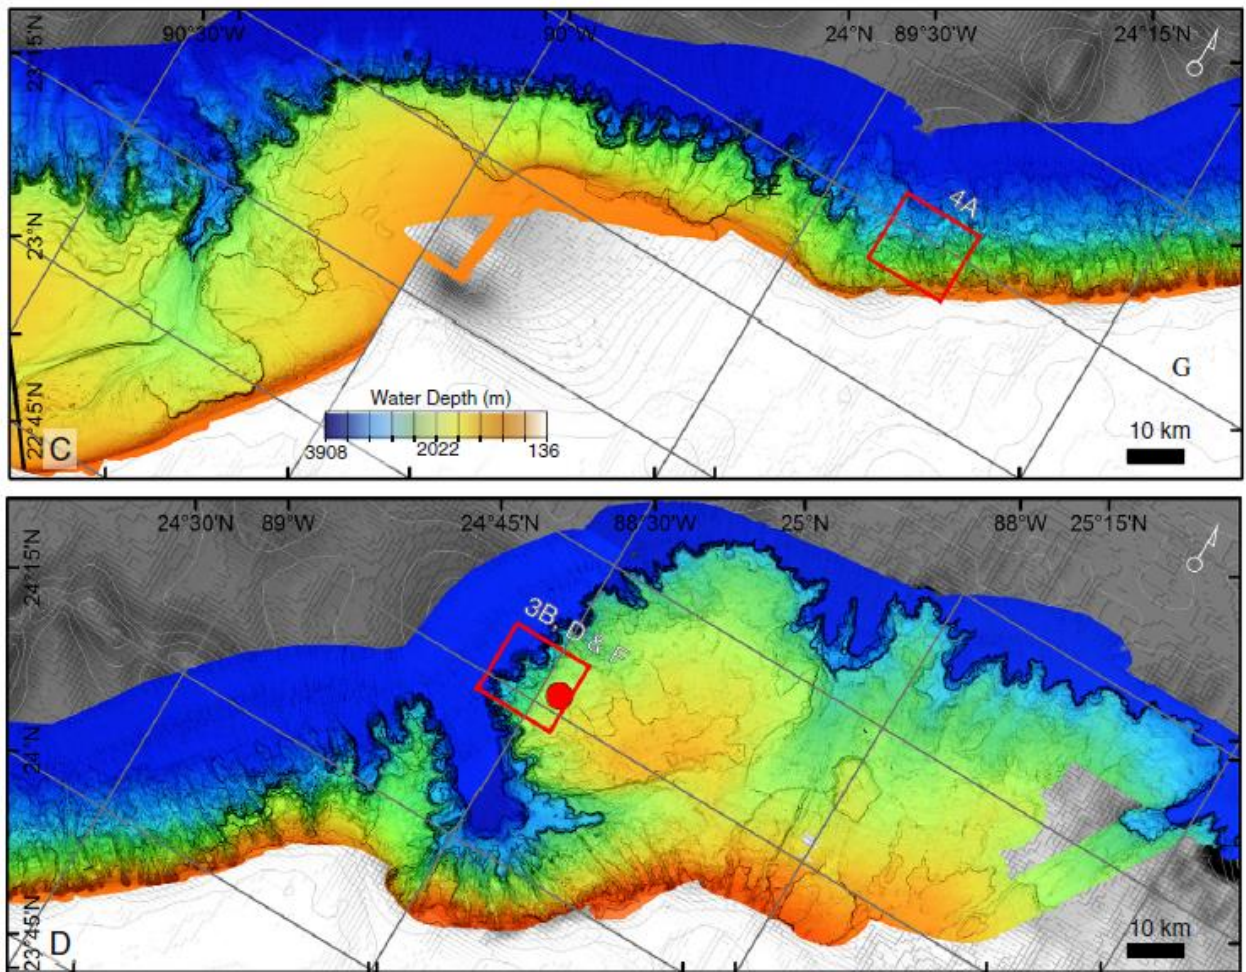 90°30'W
90°W
24°N 89°30'W
24°15'N
23°15'N
23°N
22°45'N
4A
Water Depth (m)
3908
2022
136
G
10 km
C
24°30'N 89°W
24°45'N
88°30'W
25°N
88°W 25°15'N
24°15'N
24°N
23°45'N
3B, D & F
10 km
D